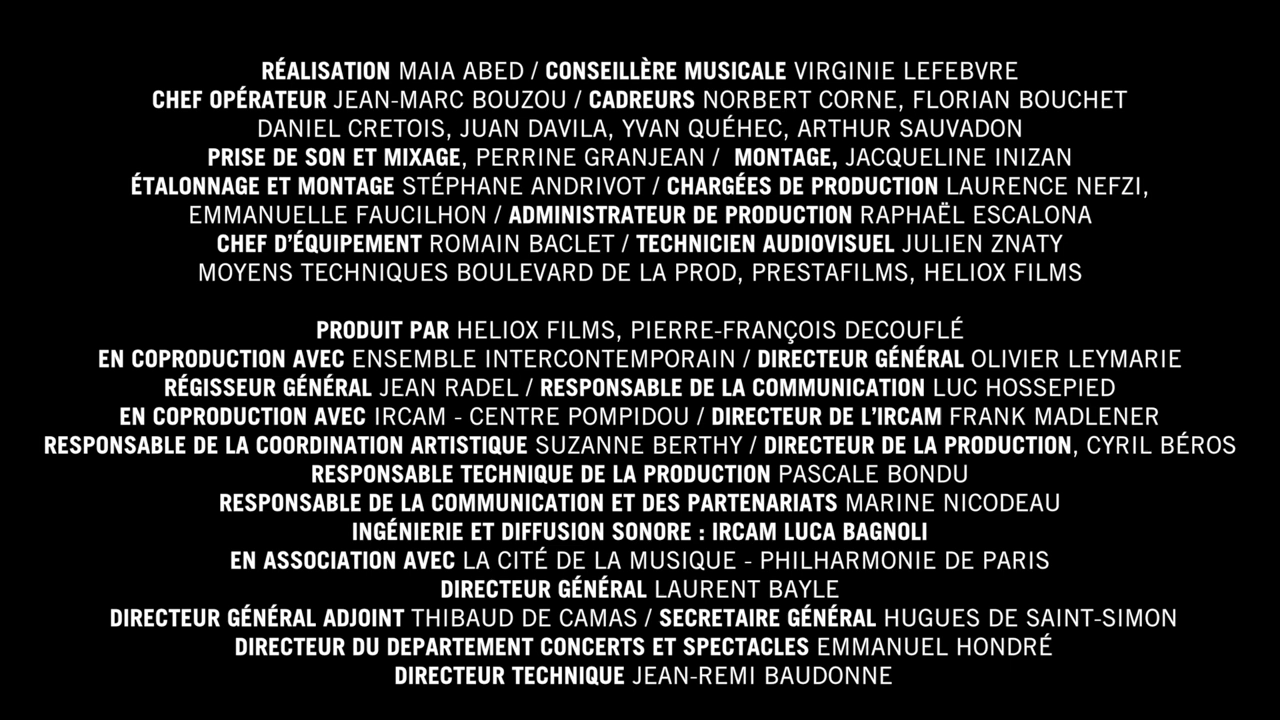 RÉALISATION MAIA ABED / CONSEILLÈRE MUSICALE VIRGINIE LEFEBVRE
CHEF OPÉRATEUR JEAN-MARC BOUZOU / CADREURS NORBERT CORNE, FLORIAN BOUCHET
DANIEL CRETOIS, JUAN DAVILA, YVAN QUÉHEC, ARTHUR SAUVADON
PRISE DE SON ET MIXAGE, PERRINE GRANJEAN / MONTAGE, JACQUELINE INIZAN
ÉTALONNAGE ET MONTAGE STÉPHANE ANDRIVOT / CHARGÉES DE PRODUCTION LAURENCE NEFZI,
EMMANUELLE FAUCILHON / ADMINISTRATEUR DE PRODUCTION RAPHAËL ESCALONA
CHEF D'ÉQUIPEMENT ROMAIN BACLET / TECHNICIEN AUDIOVISUEL JULIEN ZNATY
MOYENS TECHNIQUES BOULEVARD DE LA PROD, PRESTAFILMS, HELIOX FILMS
PRODUIT PAR HELIOX FILMS, PIERRE-FRANÇOIS DECOUFLÉ
EN COPRODUCTION AVEC ENSEMBLE INTERCONTEMPORAIN / DIRECTEUR GÉNÉRAL OLIVIER LEYMARIE
RÉGISSEUR GÉNÉRAL JEAN RADEL / RESPONSABLE DE LA COMMUNICATION LUC HOSSEPIED
EN COPRODUCTION AVEC IRCAM - CENTRE POMPIDOU / DIRECTEUR DE L'IRCAM FRANK MADLENER
RESPONSABLE DE LA COORDINATION ARTISTIQUE SUZANNE BERTHY / DIRECTEUR DE LA PRODUCTION, CYRIL BÉROS
RESPONSABLE TECHNIQUE DE LA PRODUCTION PASCALE BONDU
RESPONSABLE DE LA COMMUNICATION ET DES PARTENARIATS MARINE NICODEAU
INGÉNIERIE ET DIFFUSION SONORE : IRCAM LUCA BAGNOLI
EN ASSOCIATION AVEC LA CITÉ DE LA MUSIQUE - PHILHARMONIE DE PARIS
DIRECTEUR GÉNÉRAL LAURENT BAYLE
DIRECTEUR GÉNÉRAL ADJOINT THIBAUD DE CAMAS / SECRETAIRE GÉNÉRAL HUGUES DE SAINT-SIMON
DIRECTEUR DU DEPARTEMENT CONCERTS ET SPECTACLES EMMANUEL HONDRÉ
DIRECTEUR TECHNIQUE JEAN-REMI BAUDONNE